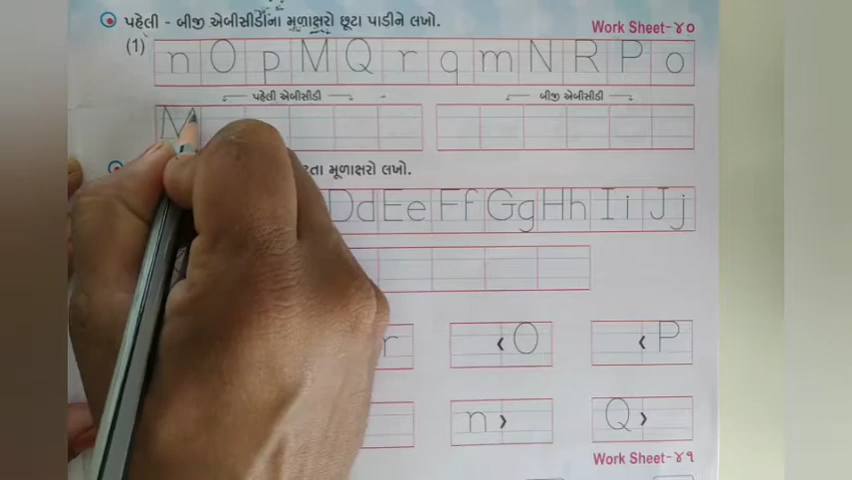 પહેલી - બીજી એબીસીડીના મૂળાક્ષરો છૂટા પાડીને લખો.
Work Sheet-૪૦
(1) n O p M Q r q m N R P o
પહેલી એબીસીડી બીજી એબીસીડી
M
મૂળાક્ષરો લખો.
Dd Ee Ff Gg Hh Ii Jj
r ‹ O ‹ P
n › Q ›
Work Sheet-૪૧